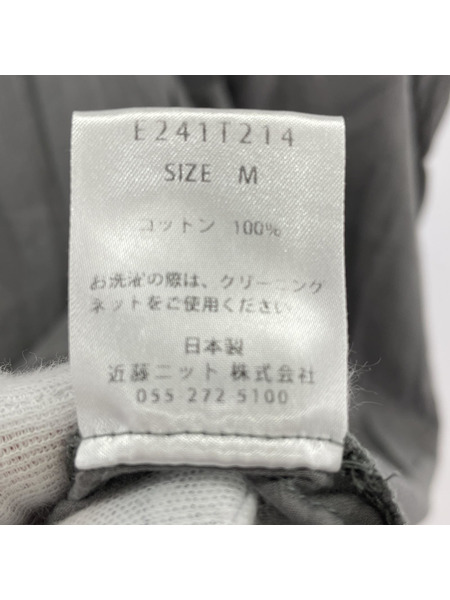 E241T214
SIZE M
コットン 100%
お洗濯の際は、クリーニング
ネットをご使用ください
日本製
近藤ニット 株式会社
055 272 5100